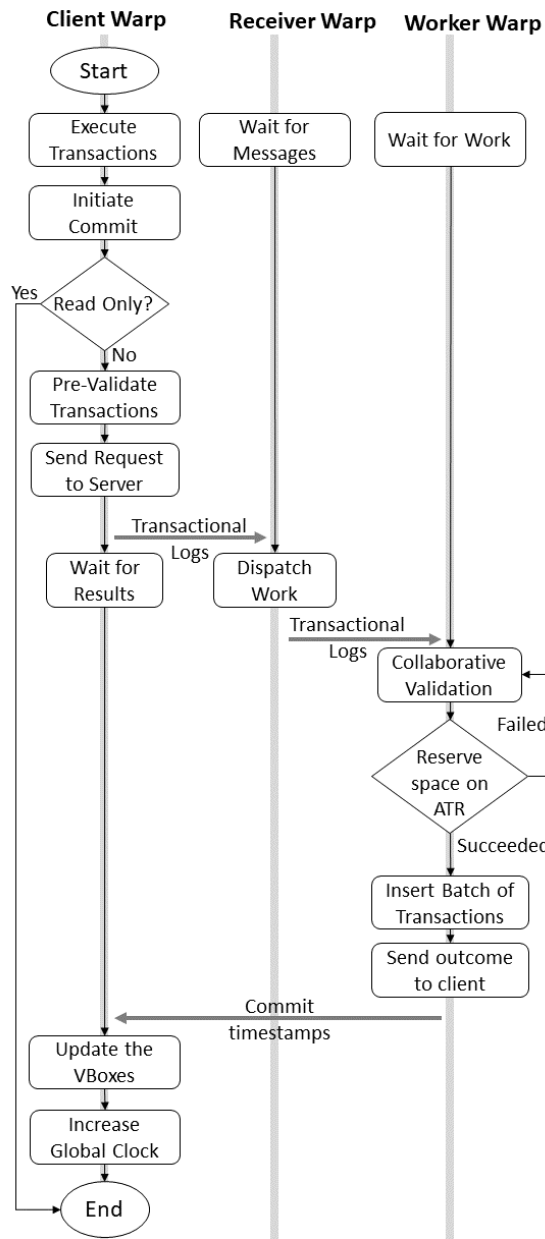 Client Warp
Receiver Warp
Worker Warp
Start
Execute
Transactions
Wait for
Messages
Wait for Work
Initiate
Commit
Yes
Read Only?
No
Pre-Validate
Transactions
Send Request
to Server
Transactional
Logs
Wait for
Results
Dispatch
Work
Transactional
Logs
Collaborative
Validation
Failed
Reserve
space on
ATR
Succeeded
Insert Batch of
Transactions
Send outcome
to client
Commit
timestamps
Update the
VBoxes
Increase
Global Clock
End